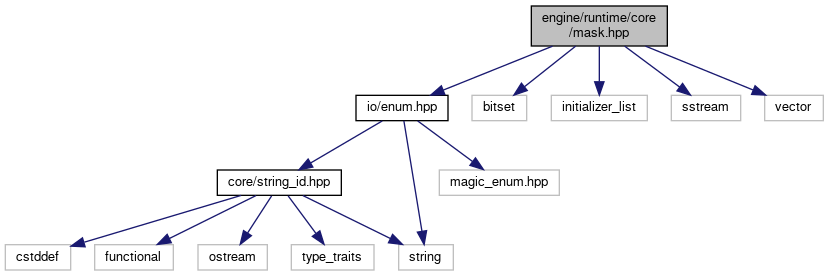 engine/runtime/core
/mask.hpp
io/enum.hpp
bitset
initializer_list
sstream
vector
core/string_id.hpp
magic_enum.hpp
cstddef
functional
ostream
type_traits
string